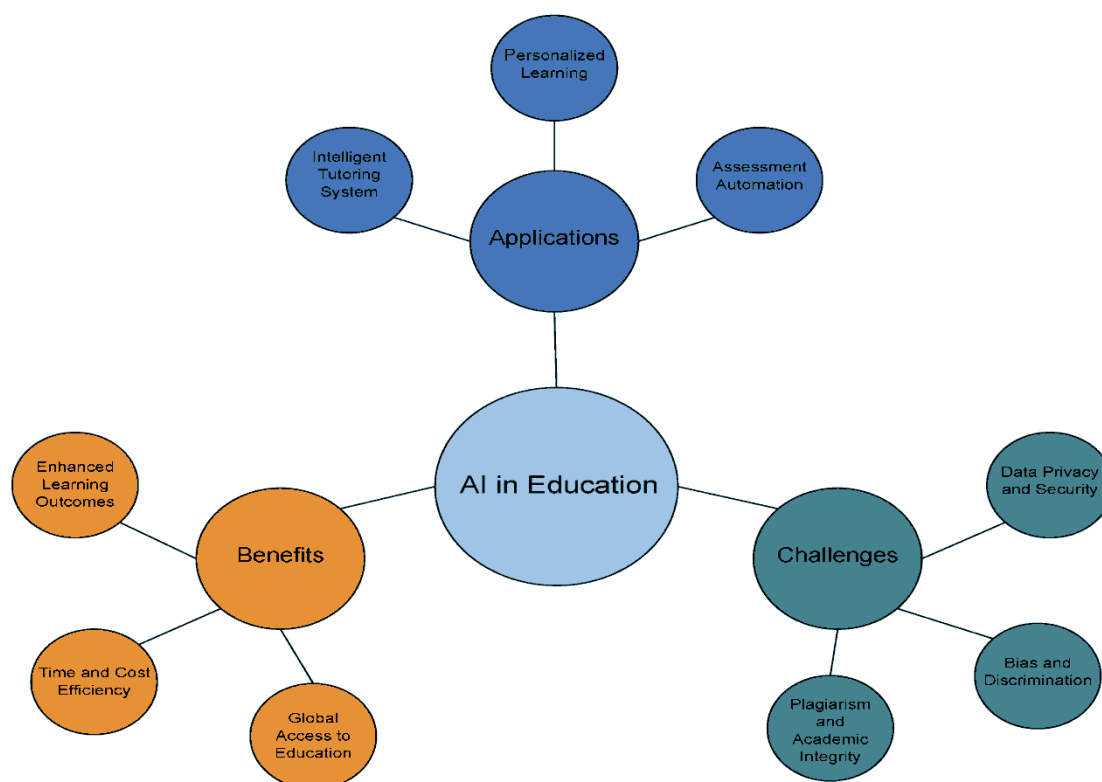 Personalized
Learning
Intelligent
Tutoring
System
Assessment
Automation
Applications
AI in Education
Enhanced
Learning
Outcomes
Benefits
Time and Cost
Efficiency
Global
Access to
Education
Challenges
Data Privacy
and Security
Bias and
Discrimination
Plagiarism
and
Academic
Integrity